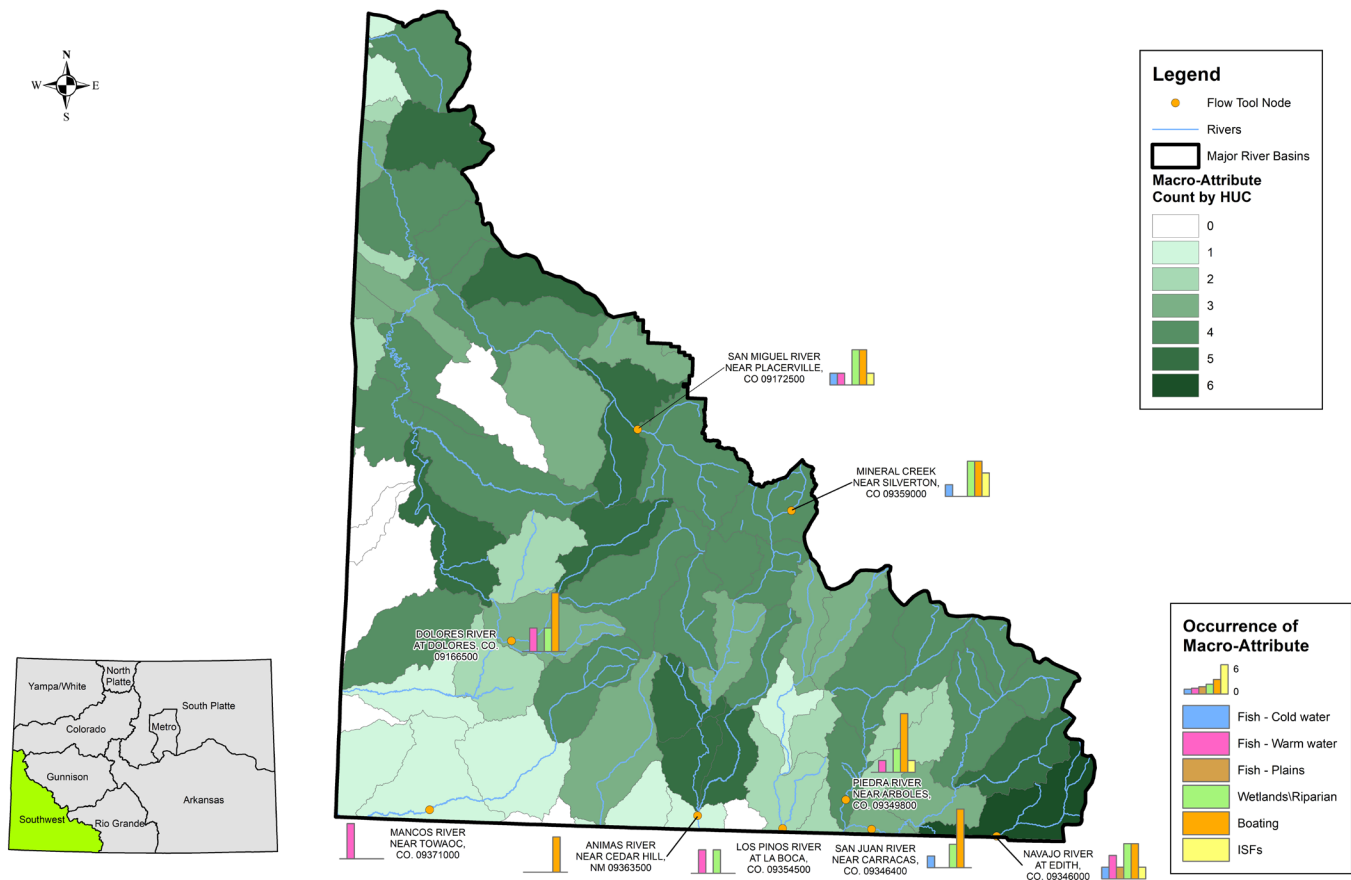 N
W
E
S
Legend
Flow Tool Node
Rivers
Major River Basins
Macro-Attribute
Count by HUC
0
1
2
3
4
5
6
SAN MIGUEL RIVER
NEAR PLACERVILLE,
CO 09172500
MINERAL CREEK
NEAR SILVERTON,
CO 09359000
DOLORES RIVER
AT DOLORES, CO.
09166500
PIEDRA RIVER
NEAR ARBOLES,
CO. 09349800
MANCOS RIVER
NEAR TOWAOC,
CO. 09371000
ANIMAS RIVER
NEAR CEDAR HILL,
NM 09363500
LOS PINOS RIVER
AT LA BOCA,
CO. 09354500
SAN JUAN RIVER
NEAR CARRACAS,
CO. 09346400
NAVAJO RIVER
AT EDITH,
CO. 09346000
Occurrence of
Macro-Attribute
6
0
Fish - Cold water
Fish - Warm water
Fish - Plains
Wetlands\Riparian
Boating
ISFs
North
Platte
Yampa/White
South Platte
Metro
Colorado
Gunnison
Arkansas
Southwest
Rio Grande